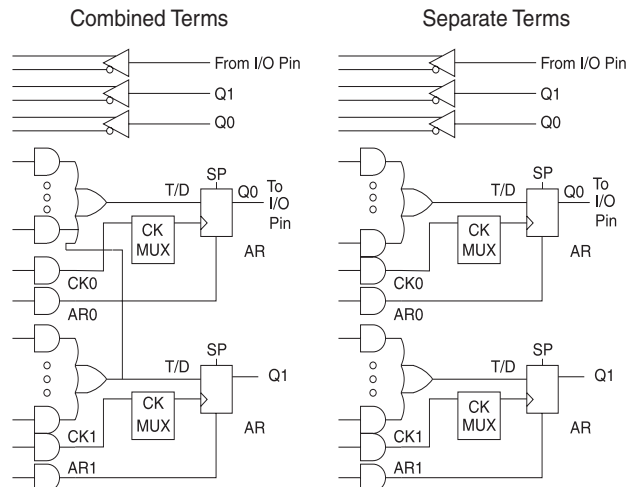 Combined Terms
From I/O Pin
Q1
Q0
SP
T/D
Q0
To
I/O
Pin
CK
MUX
AR
CK0
AR0
SP
T/D
Q1
CK
MUX
AR
CK1
AR1
Separate Terms
From I/O Pin
Q1
Q0
SP
T/D
Q0
To
I/O
Pin
CK
MUX
AR
CK0
AR0
SP
T/D
Q1
CK
MUX
AR
CK1
AR1